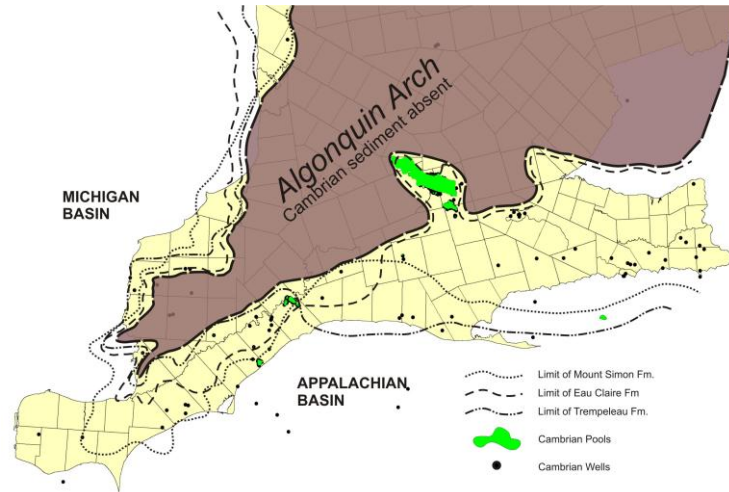 Algonquin Arch
Cambrian sediment absent
MICHIGAN
BASIN
APPALACHIAN
BASIN
Limit of Mount Simon Fm.
Limit of Eau Claire Fm
Limit of Trempeleau Fm.
Cambrian Pools
Cambrian Wells